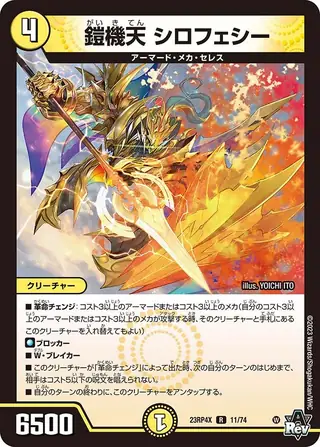 4
がいきてん
鎧機天 シロフェシー
アーマード・メカ・セレス
illus. YOICHI ITO
クリーチャー
■革命チェンジ:コスト3以上のアーマードまたはコスト3以上のメカ(自分のコスト3以
上のアーマードまたはコスト3以上のメカが攻撃する時、そのクリーチャーと手札にある
このクリーチャーを入れ替えてもよい)
ブロッカー
■W・ブレイカー
■このクリーチャーが「革命チェンジ」によって出た時、次の自分のターンのはじめまで、
相手はコスト5以下の呪文を唱えられない。
■自分のターンの終わりに、このクリーチャーをアンタップしてもよい。
©2023 Wizards/Shogakukan/WHC
6500
1
23RP4X R 11/74
W
Rev